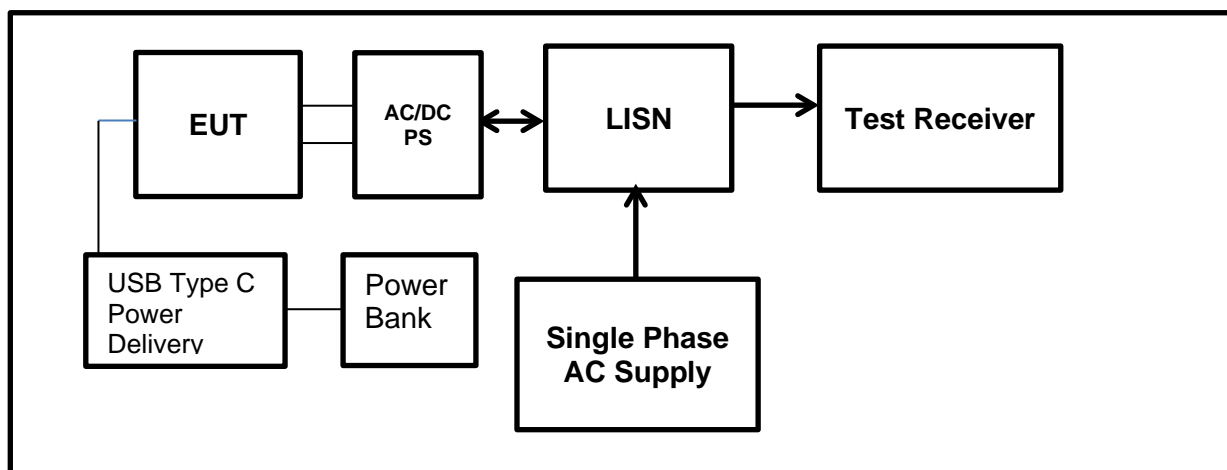 EUT
AC/DC
PS
LISN
Test Receiver
USB Type C
Power
Delivery
Power
Bank
Single Phase
AC Supply